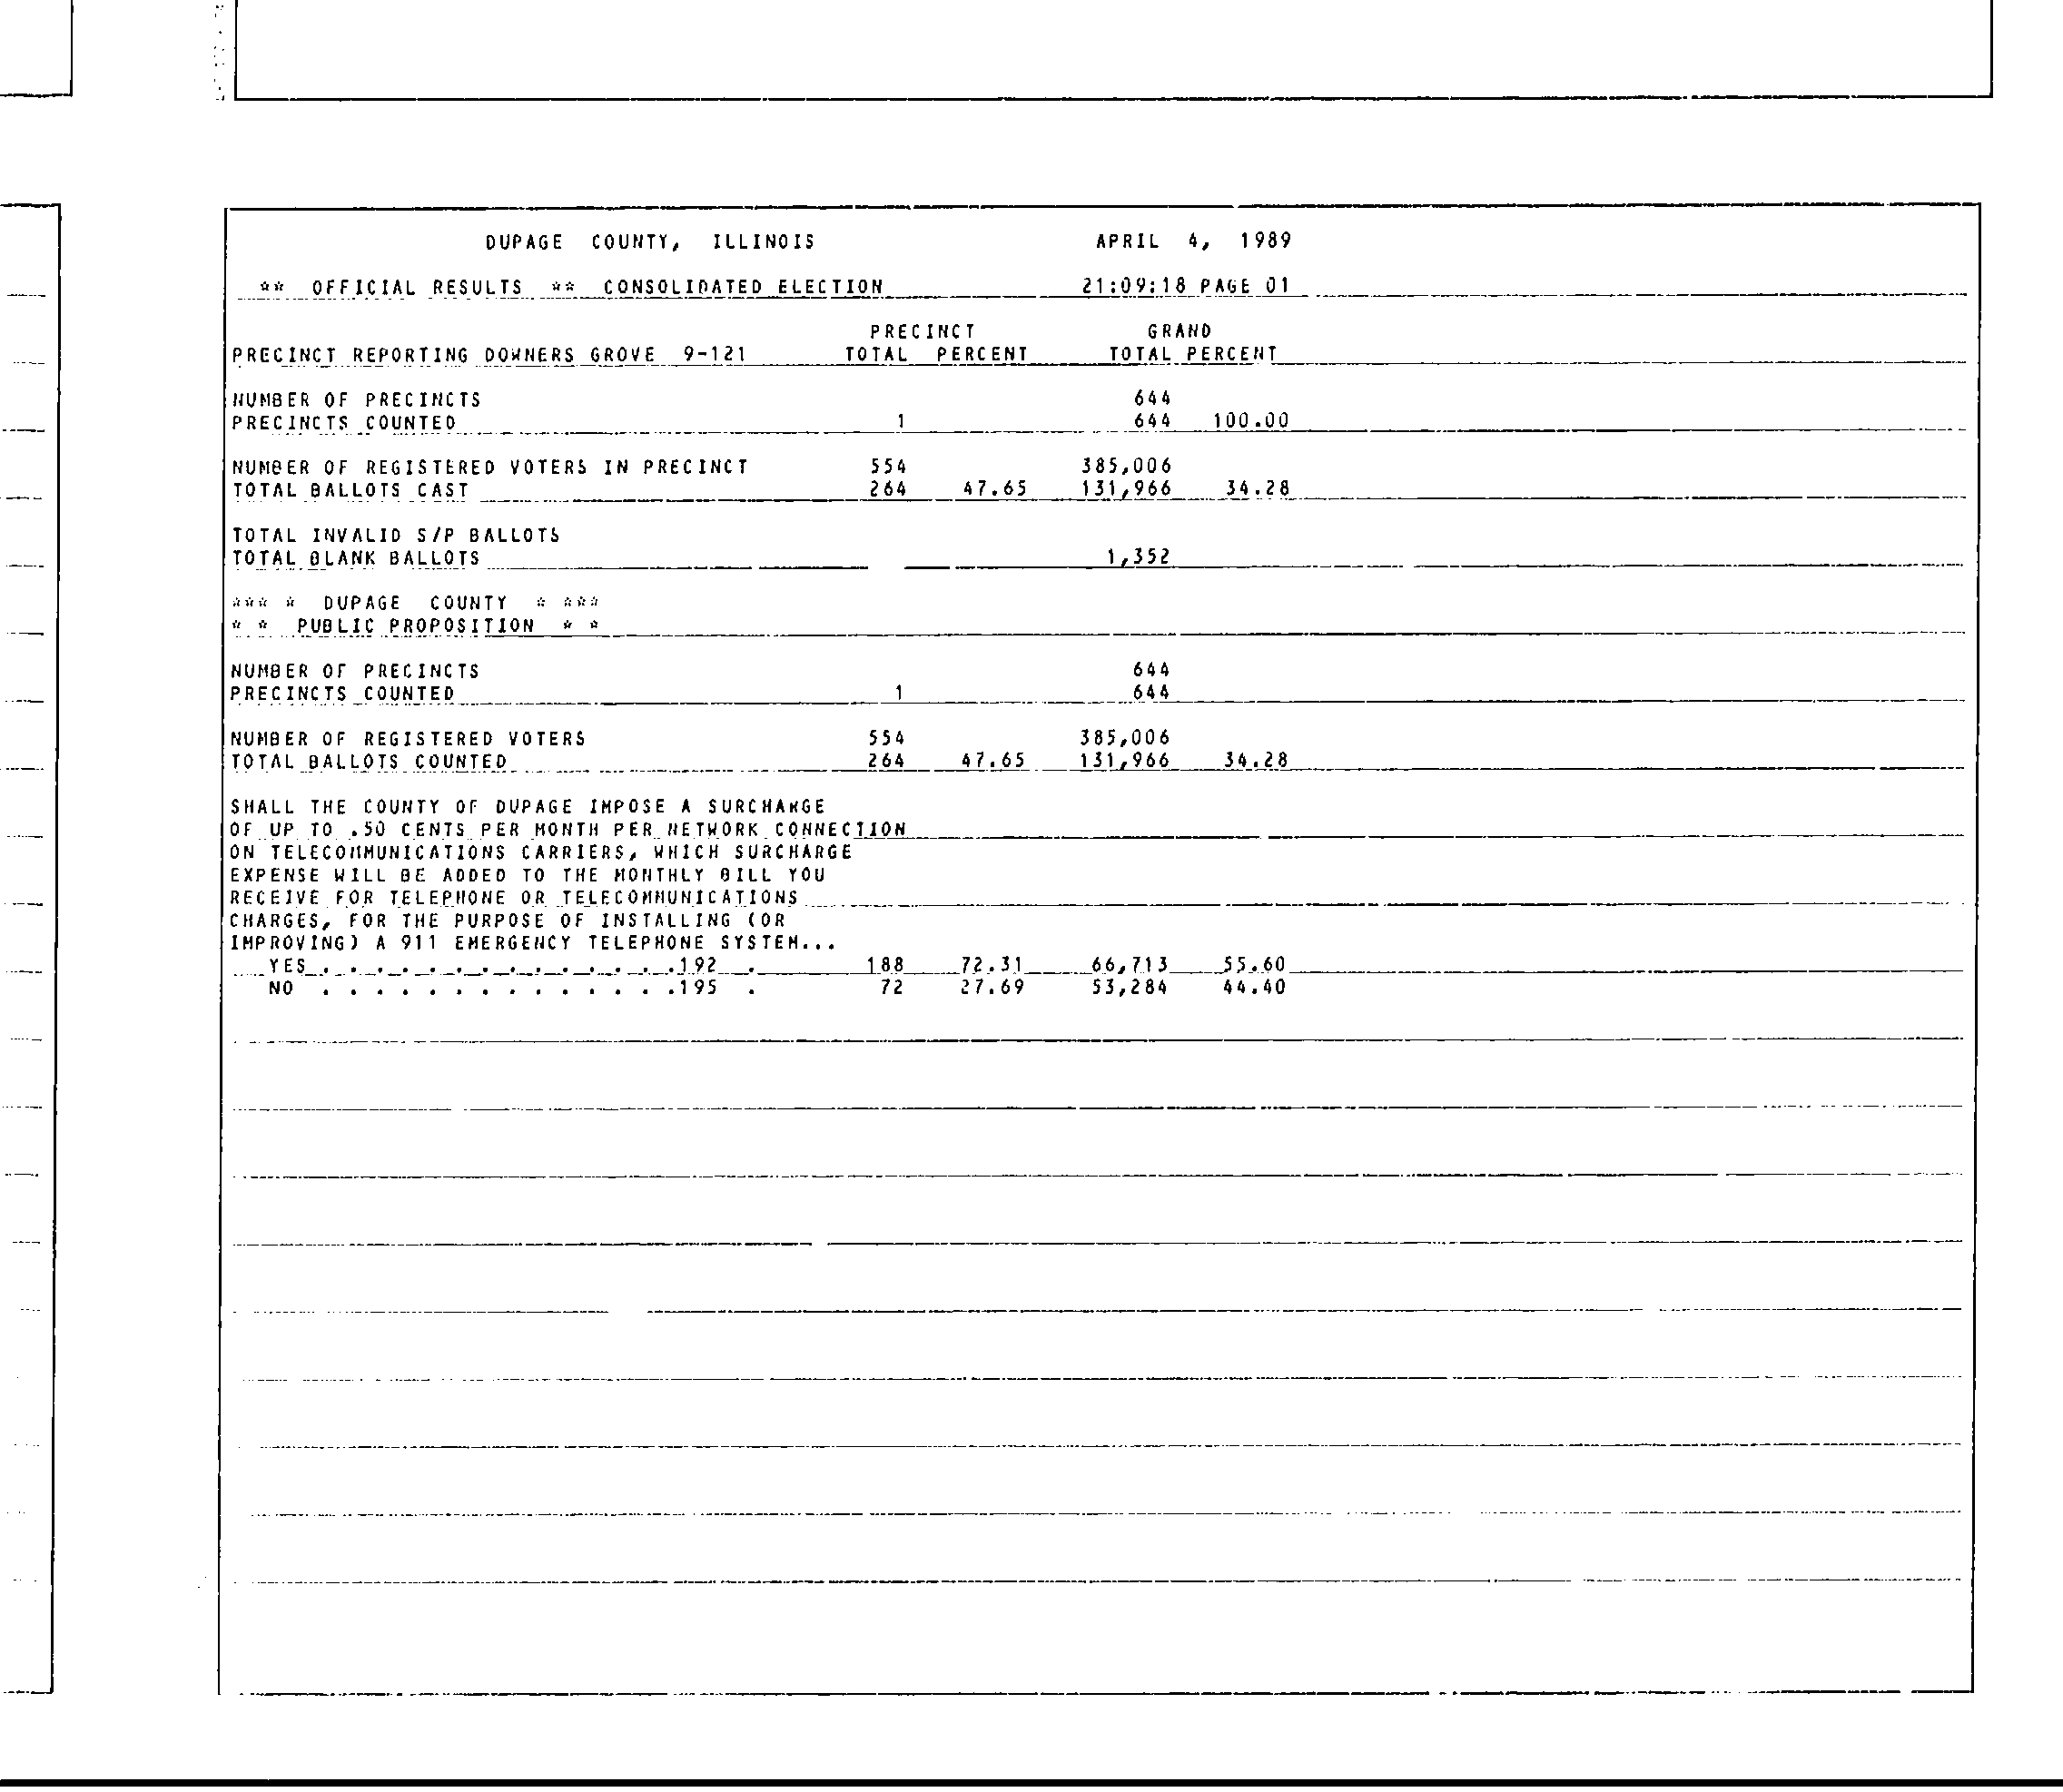 DUPAGE COUNTY, ILLINOIS APRIL 4, 1989
** OFFICIAL RESULTS ** CONSOLIDATED ELECTION 21:09:18 PAGE 01
PRECINCT GRAND
PRECINCT REPORTING DOWNERS GROVE 9-121 TOTAL PERCENT TOTAL PERCENT
NUMBER OF PRECINCTS 644
PRECINCTS COUNTED 1 644 100.00
NUMBER OF REGISTERED VOTERS IN PRECINCT 554 385,006
TOTAL BALLOTS CAST 264 47.65 131,966 34.28
TOTAL INVALID S/P BALLOTS
TOTAL BLANK BALLOTS 1,352
*** * DUPAGE COUNTY * ***
* * PUBLIC PROPOSITION * *
NUMBER OF PRECINCTS 644
PRECINCTS COUNTED 1 644
NUMBER OF REGISTERED VOTERS 554 385,006
TOTAL BALLOTS COUNTED 264 47.65 131,966 34.28
SHALL THE COUNTY OF DUPAGE IMPOSE A SURCHARGE
OF UP TO .50 CENTS PER MONTH PER NETWORK CONNECTION
ON TELECOMMUNICATIONS CARRIERS, WHICH SURCHARGE
EXPENSE WILL BE ADDED TO THE MONTHLY BILL YOU
RECEIVE FOR TELEPHONE OR TELECOMMUNICATIONS
CHARGES, FOR THE PURPOSE OF INSTALLING (OR
IMPROVING) A 911 EMERGENCY TELEPHONE SYSTEM...
YES . . . . . . . . . . . . . .192 . 188 72.31 66,713 55.60
NO . . . . . . . . . . . . . .195 . 72 27.69 53,284 44.40